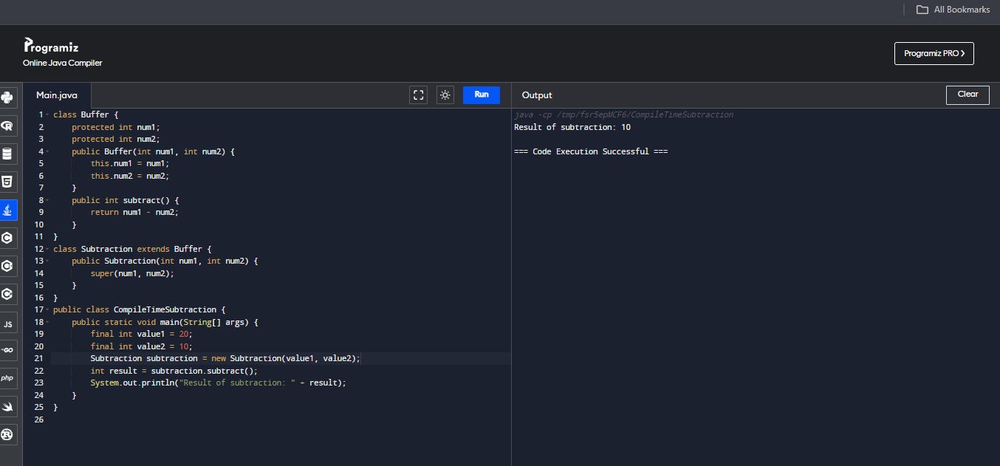 All Bookmarks
Programiz
Online Java Compiler
Programiz PRO ❯
Main.java
Run
Output
Clear
1 class Buffer {
2     protected int num1;
3     protected int num2;
4     public Buffer(int num1, int num2) {
5         this.num1 = num1;
6         this.num2 = num2;
7     }
8     public int subtract() {
9         return num1 - num2;
10     }
11 }
12 class Subtraction extends Buffer {
13     public Subtraction(int num1, int num2) {
14         super(num1, num2);
15     }
16 }
17 public class CompileTimeSubtraction {
18     public static void main(String[] args) {
19         final int value1 = 20;
20         final int value2 = 10;
21         Subtraction subtraction = new Subtraction(value1, value2);
22         int result = subtraction.subtract();
23         System.out.println("Result of subtraction: " + result);
24     }
25 }
26
java -cp /tmp/fsr5epMCF6/CompileTimeSubtraction
Result of subtraction: 10
=== Code Execution Successful ===
R
5
C
C
C
JS
GO
php
R